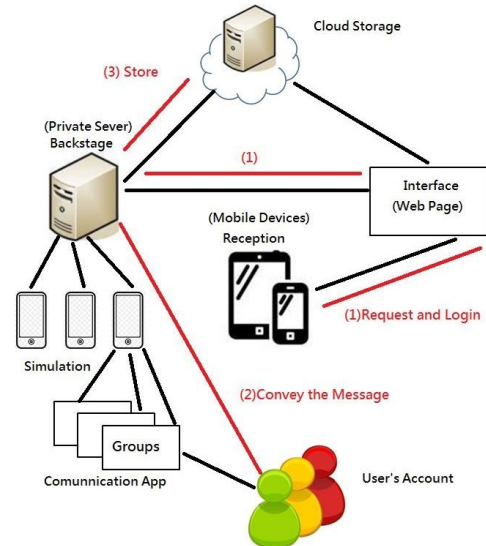 Cloud Storage
(3) Store
(Private Sever)
Backstage
(1)
Interface
(Web Page)
(Mobile Devices)
Reception
(1)Request and Login
Simulation
(2)Convey the Message
Groups
Comunnication App
User's Account